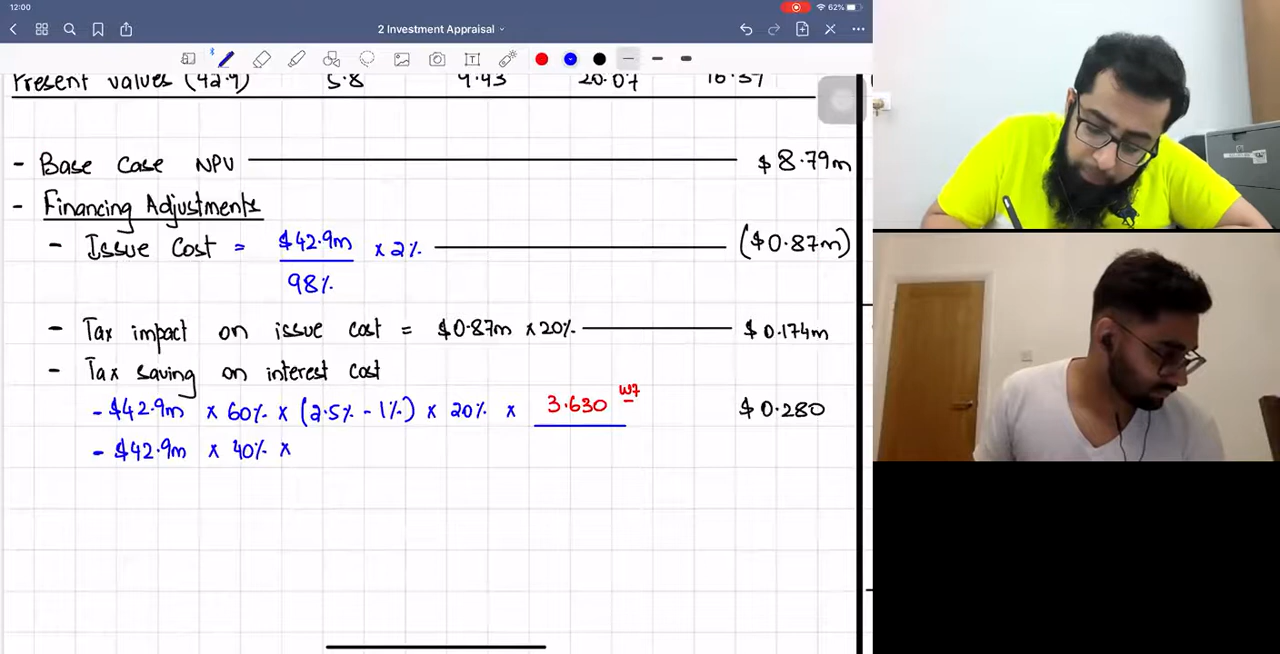 12:00
62%
2 Investment Appraisal
Present values (42.9) 5.8 9.43 20.07 16.37
- Base Case NPV $8.79m
- Financing Adjustments
- Issue Cost = $42.9m / 98% × 2% ($0.87m)
- Tax impact on issue cost = $0.87m × 20% $0.174m
- Tax saving on interest cost
- $42.9m × 60% × (2.5% - 1%) × 20% × 3.630 W7 $0.280
- $42.9m × 40% ×